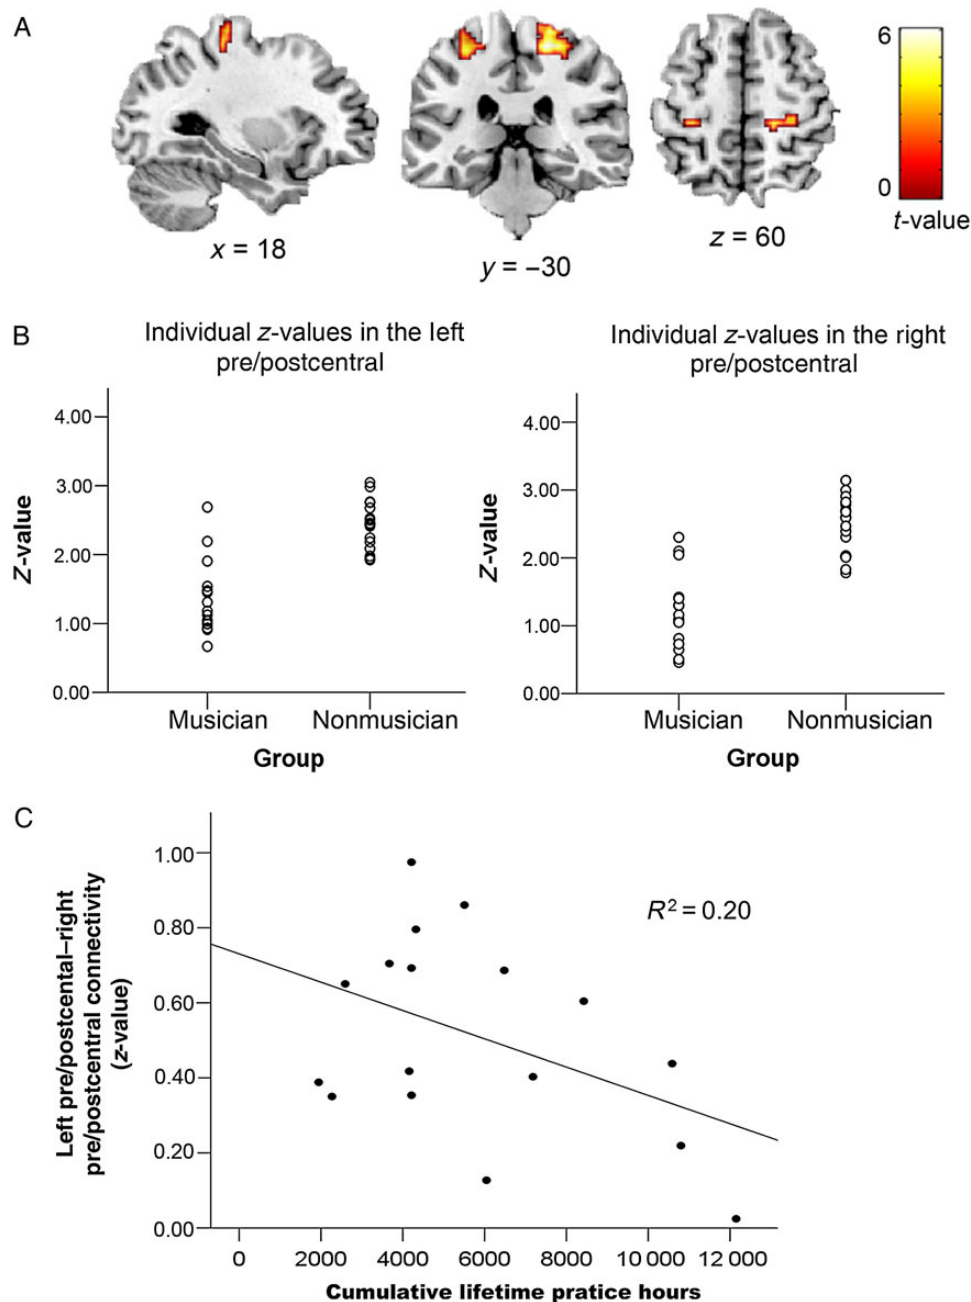 A
6
0
t-value
x = 18
y = −30
z = 60
B
Individual z-values in the left
pre/postcentral
4.00
3.00
2.00
1.00
0.00
Z-value
Musician
Nonmusician
Group
Individual z-values in the right
pre/postcentral
4.00
3.00
2.00
1.00
0.00
Z-value
Musician
Nonmusician
Group
C
Left pre/postcental–right
pre/postcentral connectivity
(z-value)
1.00
0.80
0.60
0.40
0.20
0.00
R² = 0.20
0 2000 4000 6000 8000 10 000 12 000
Cumulative lifetime pratice hours